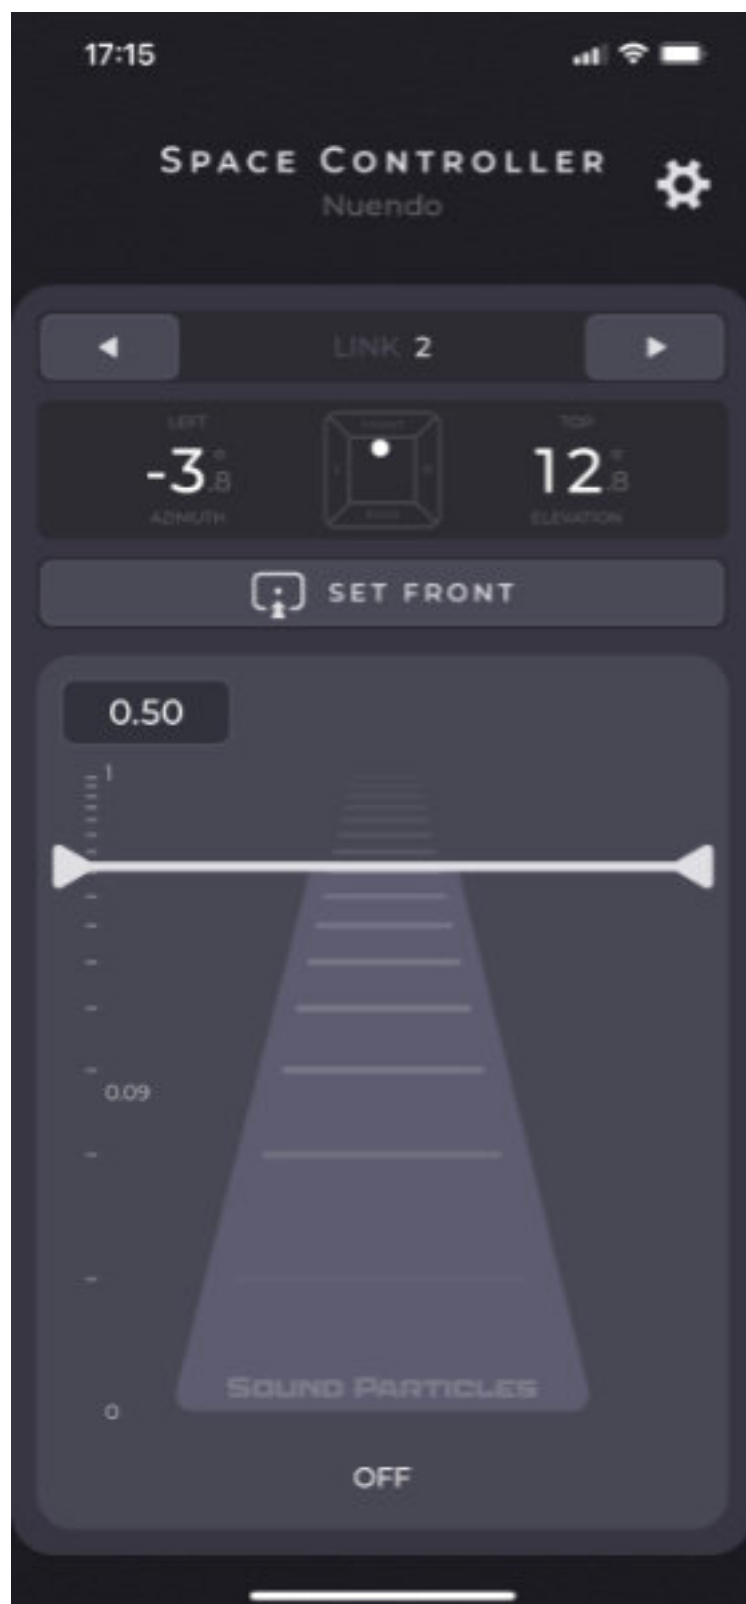 17:15
SPACE CONTROLLER
Nuendo
LINK 2
LEFT
-3°.8
AZIMUTH
FRONT
TOP
12°.8
ELEVATION
SET FRONT
0.50
1
0.09
0
SOUND PARTICLES
OFF